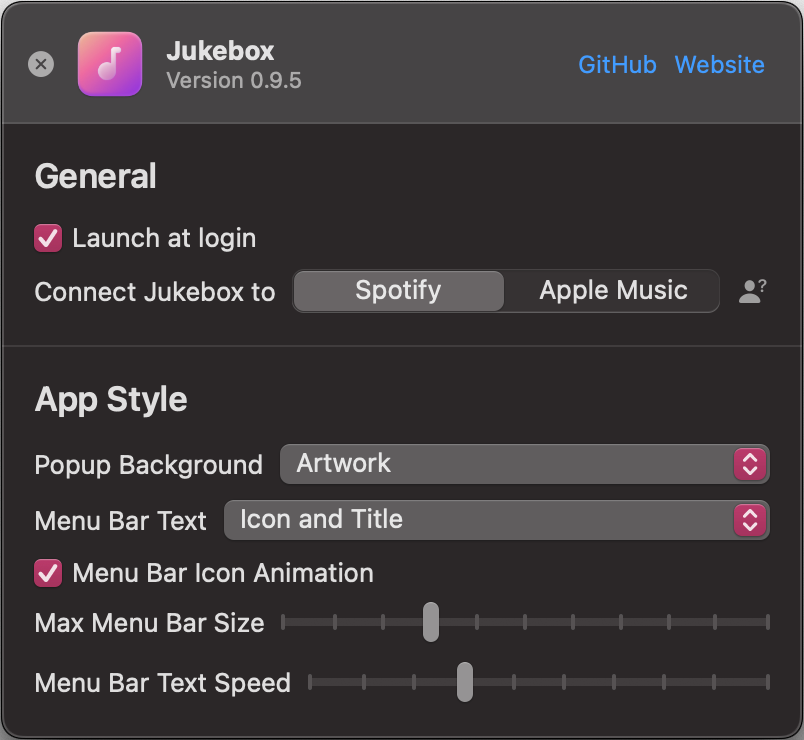 Jukebox
Version 0.9.5
GitHub Website
General
Launch at login
Connect Jukebox to Spotify Apple Music ?
App Style
Popup Background Artwork
Menu Bar Text Icon and Title
Menu Bar Icon Animation
Max Menu Bar Size
Menu Bar Text Speed